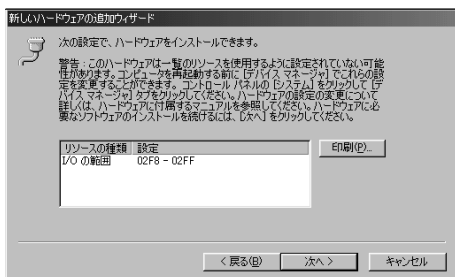 新しいハードウェアの追加ウィザード
次の設定で、ハードウェアをインストールできます。
警告 : このハードウェアは一覧のリソースを使用するように設定されていない可能
性があります。コンピュータを再起動する前に [デバイス マネージャ] でこれらの設
定を変更することができます。コントロール パネルの [システム] をクリックして [デ
バイス マネージャ] タブをクリックしてください。ハードウェアの設定の変更について
詳しくは、ハードウェアに付属するマニュアルを参照してください。ハードウェアに必
要なソフトウェアのインストールを続けるには、[次へ] をクリックしてください。
リソースの種類 設定
I/O の範囲 02F8 - 02FF
印刷(P)...
< 戻る(B)
次へ >
キャンセル